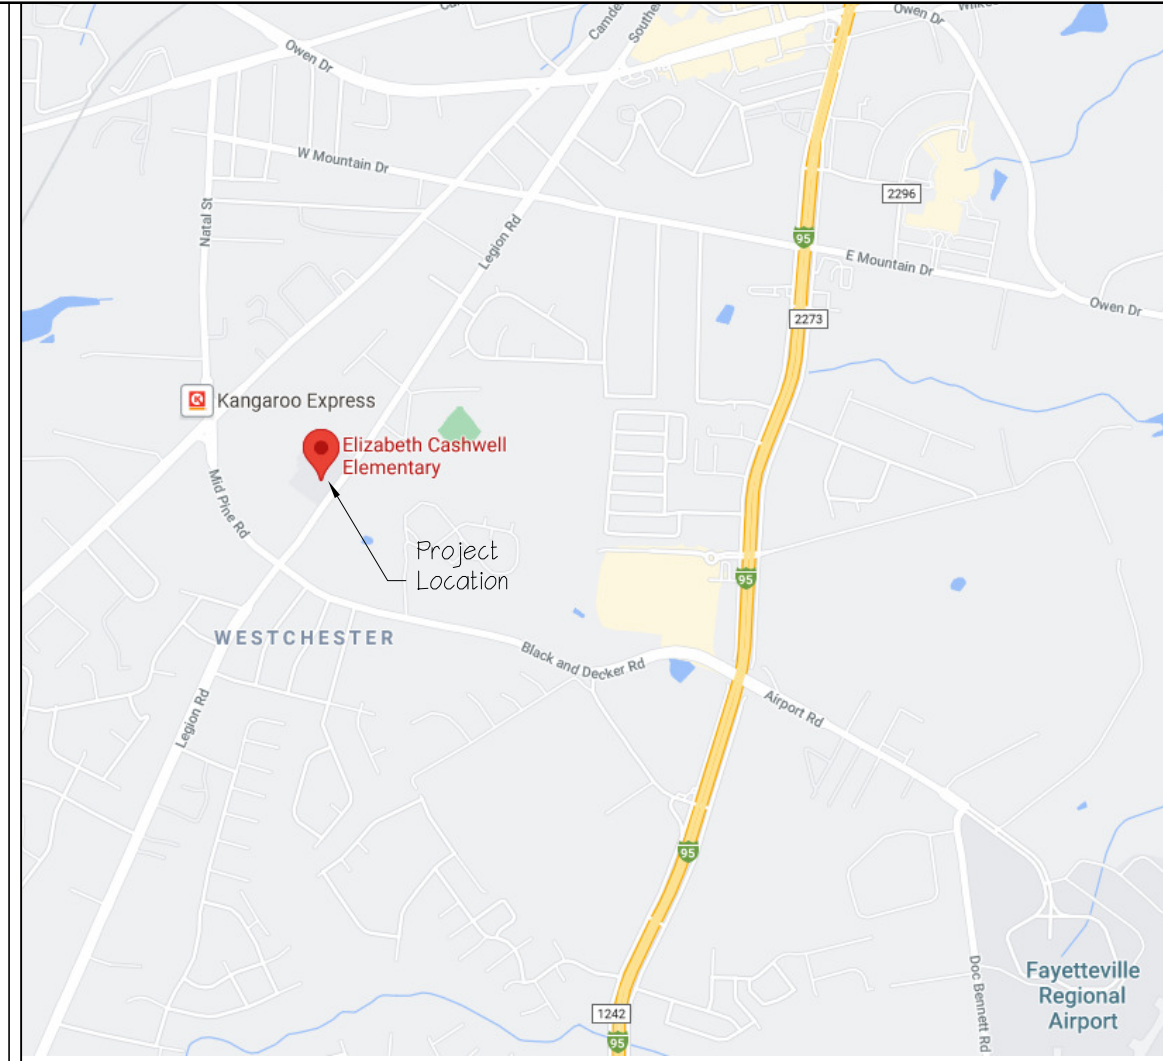 Owen Dr
Owen Dr
W Mountain Dr
2296
Natal St
Legion Rd
95
E Mountain Dr
Owen Dr
2273
Kangaroo Express
Elizabeth Cashwell
Elementary
Mid Pine Rd
Project
Location
95
WESTCHESTER
Black and Decker Rd
Legion Rd
Airport Rd
95
Doc Bennett Rd
Fayetteville
Regional
Airport
1242
95